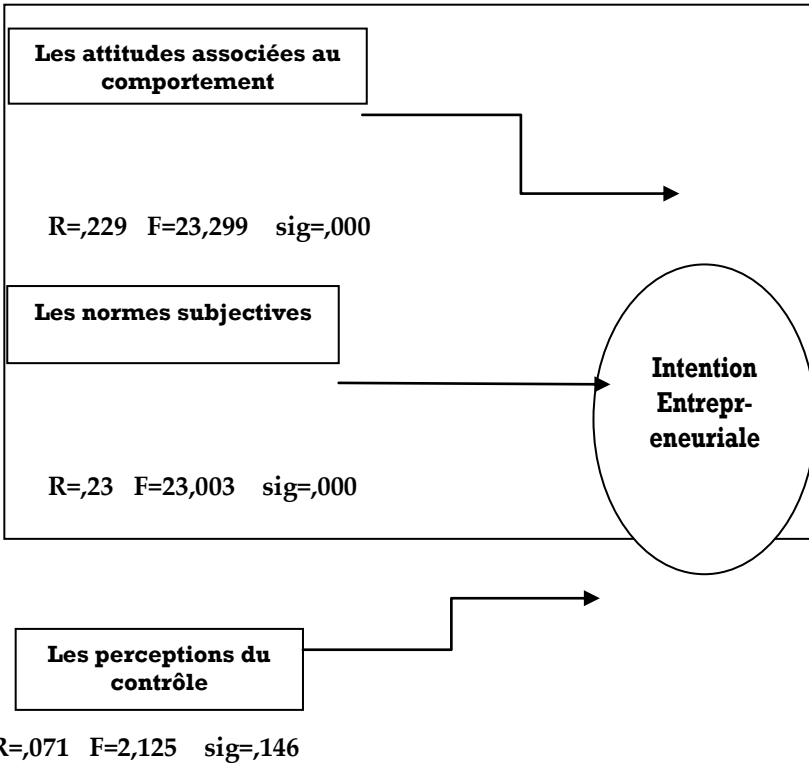 Les attitudes associées au
comportement
R=,229 F=23,299 sig=,000
Les normes subjectives
Intention
Entrepr-
eneuriale
R=,23 F=23,003 sig=,000
Les perceptions du
contrôle
R=,071 F=2,125 sig=,146